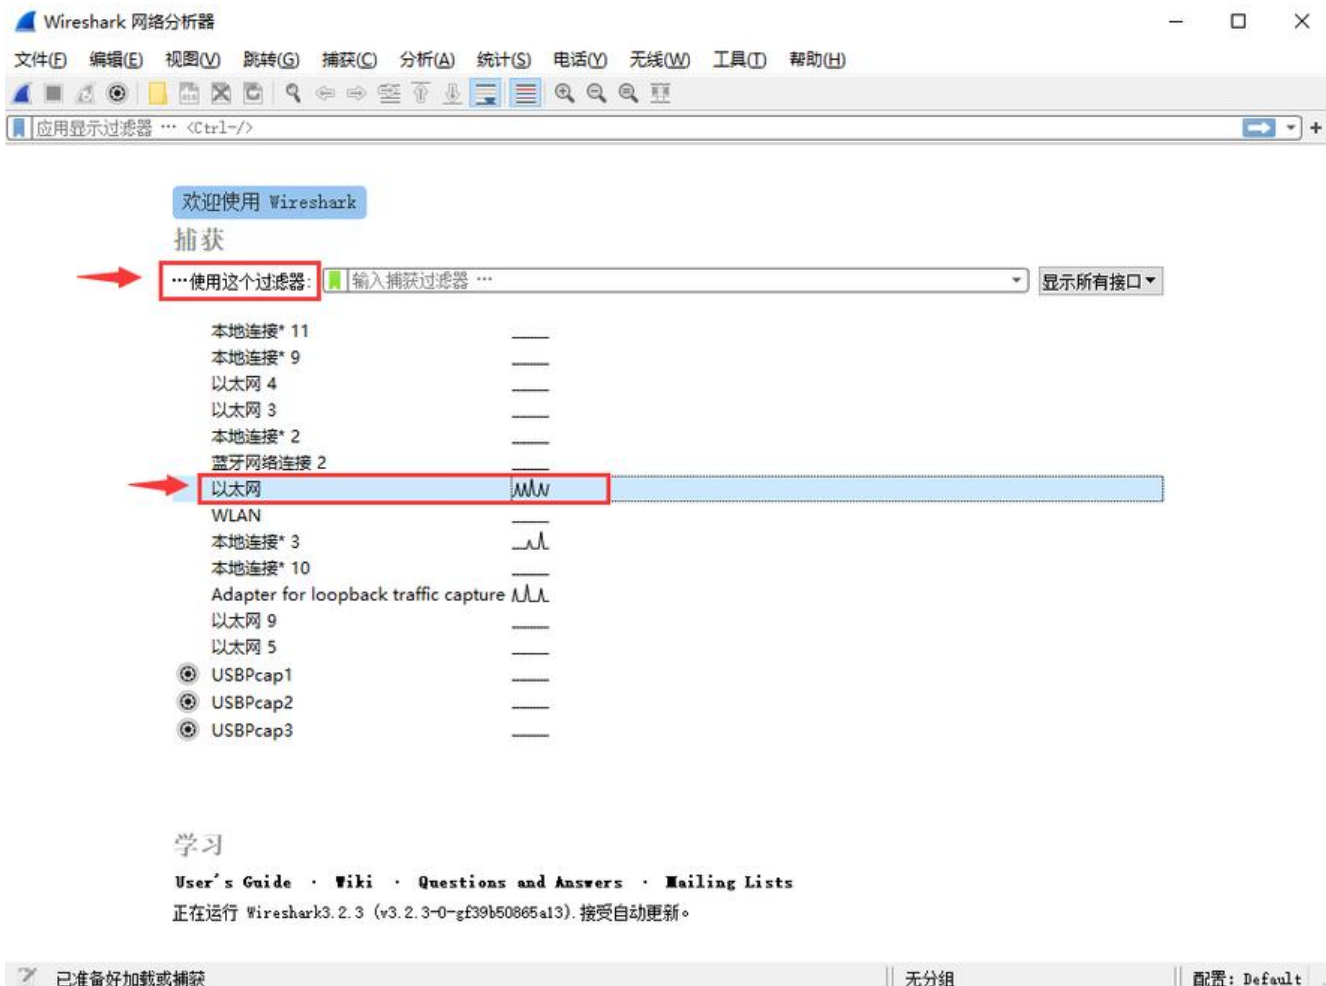 Wireshark 网络分析器
文件(F) 编辑(E) 视图(V) 跳转(G) 捕获(C) 分析(A) 统计(S) 电话(Y) 无线(W) 工具(T) 帮助(H)
应用显示过滤器 … <Ctrl-/>
欢迎使用 Wireshark
捕获
…使用这个过滤器: 输入捕获过滤器 … 显示所有接口
本地连接* 11
本地连接* 9
以太网 4
以太网 3
本地连接* 2
蓝牙网络连接 2
以太网
WLAN
本地连接* 3
本地连接* 10
Adapter for loopback traffic capture
以太网 9
以太网 5
USBPcap1
USBPcap2
USBPcap3
学习
User's Guide · Wiki · Questions and Answers · Mailing Lists
正在运行 Wireshark3.2.3 (v3.2.3-0-gf39b50865a13).接受自动更新。
已准备好加载或捕获 无分组 配置: Default